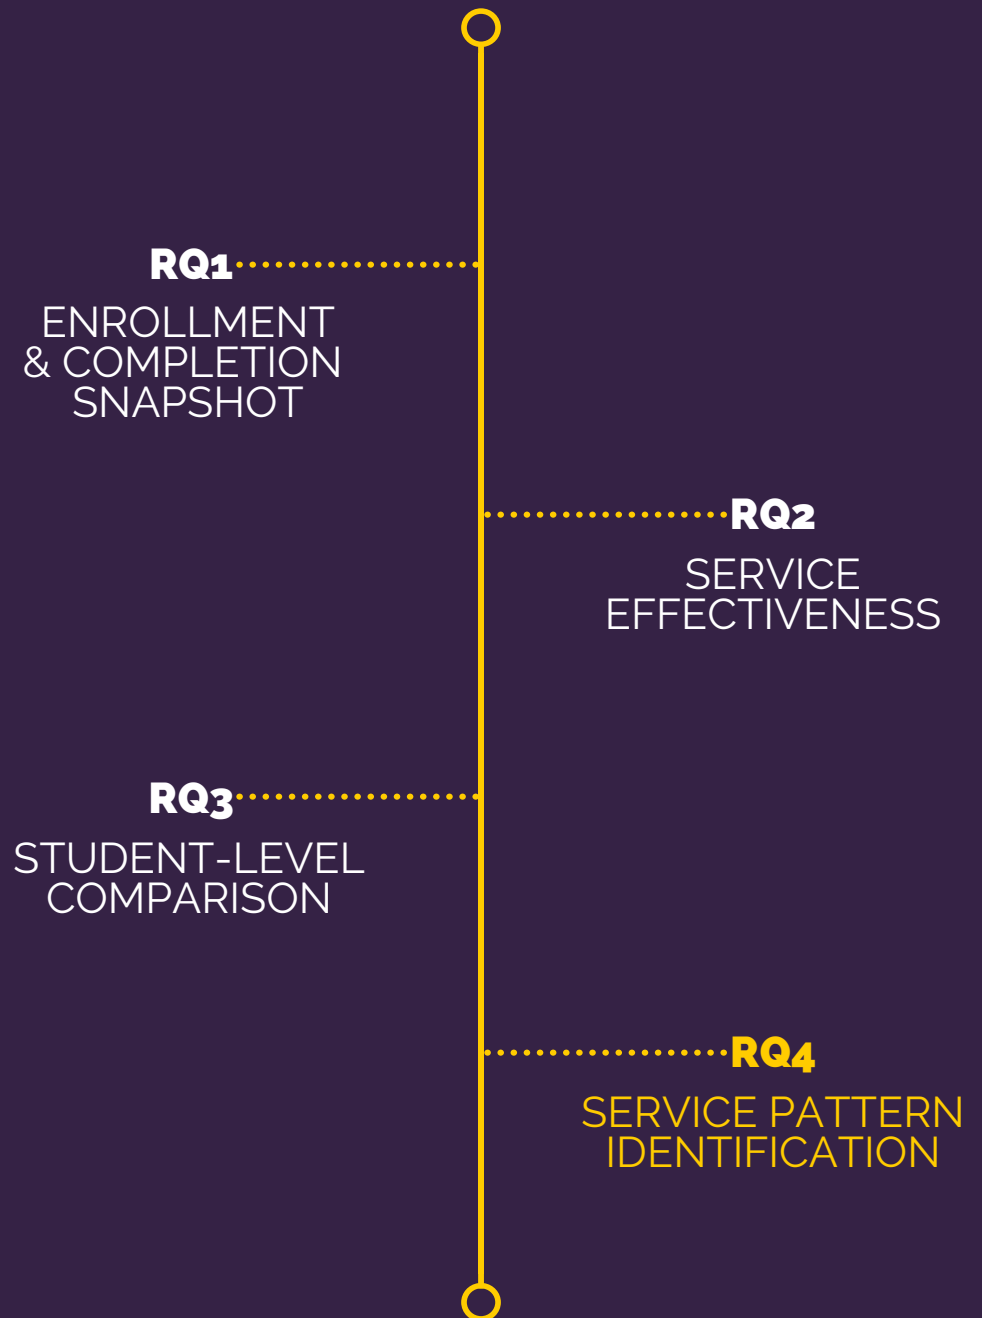 RQ1
ENROLLMENT
& COMPLETION
SNAPSHOT
RQ2
SERVICE
EFFECTIVENESS
RQ3
STUDENT-LEVEL
COMPARISON
RQ4
SERVICE PATTERN
IDENTIFICATION